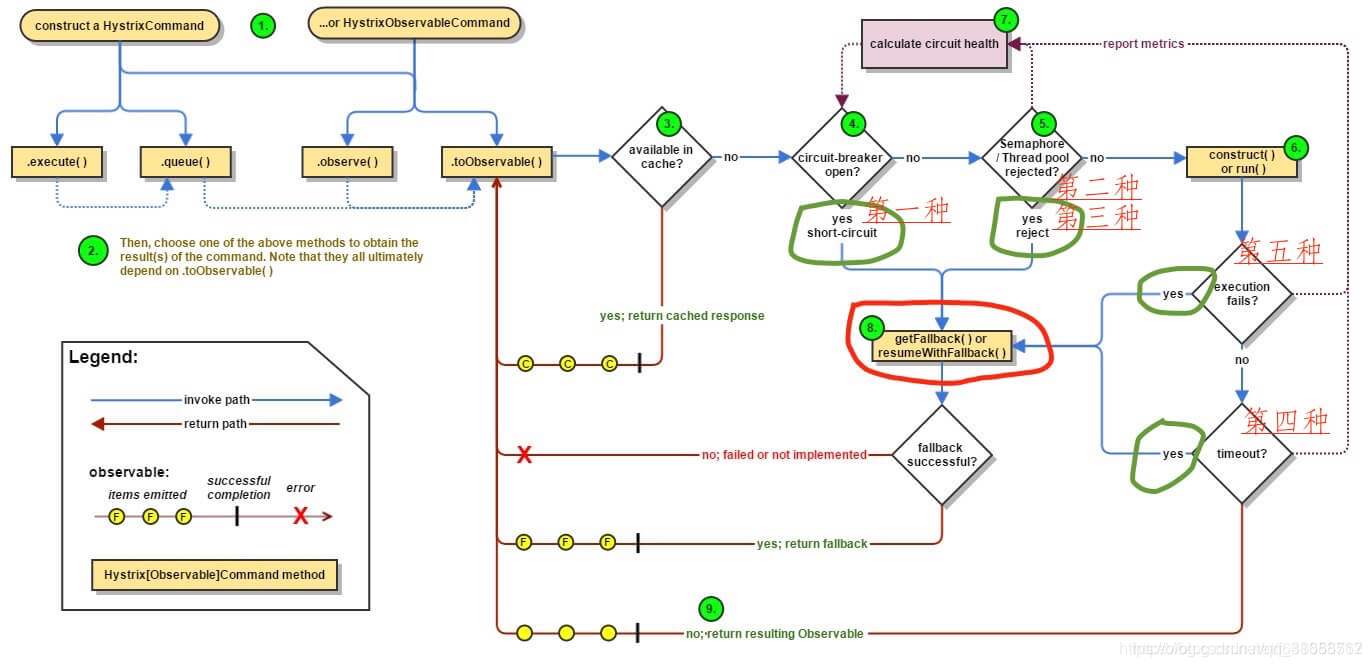 construct a HystrixCommand
1.
...or HystrixObservableCommand
7.
calculate circuit health
report metrics
.execute( )
.queue( )
.observe( )
.toObservable( )
3.
available in
cache?
no
4.
circuit-breaker
open?
no
5.
Semaphore
/ Thread pool
rejected?
no
6.
construct( )
or run( )
第一种
第二种
第三种
yes
short-circuit
yes
reject
2.
Then, choose one of the above methods to obtain the
result(s) of the command. Note that they all ultimately
depend on .toObservable( )
第五种
yes
execution
fails?
no
yes; return cached response
C C C
8.
getFallback( ) or
resumeWithFallback( )
第四种
yes
timeout?
Legend:
invoke path
return path
observable:
items emitted
successful
completion
error
F F F
X
Hystrix[Observable]Command method
X
no; failed or not implemented
fallback
successful?
F F F
yes; return fallback
9.
no; return resulting Observable